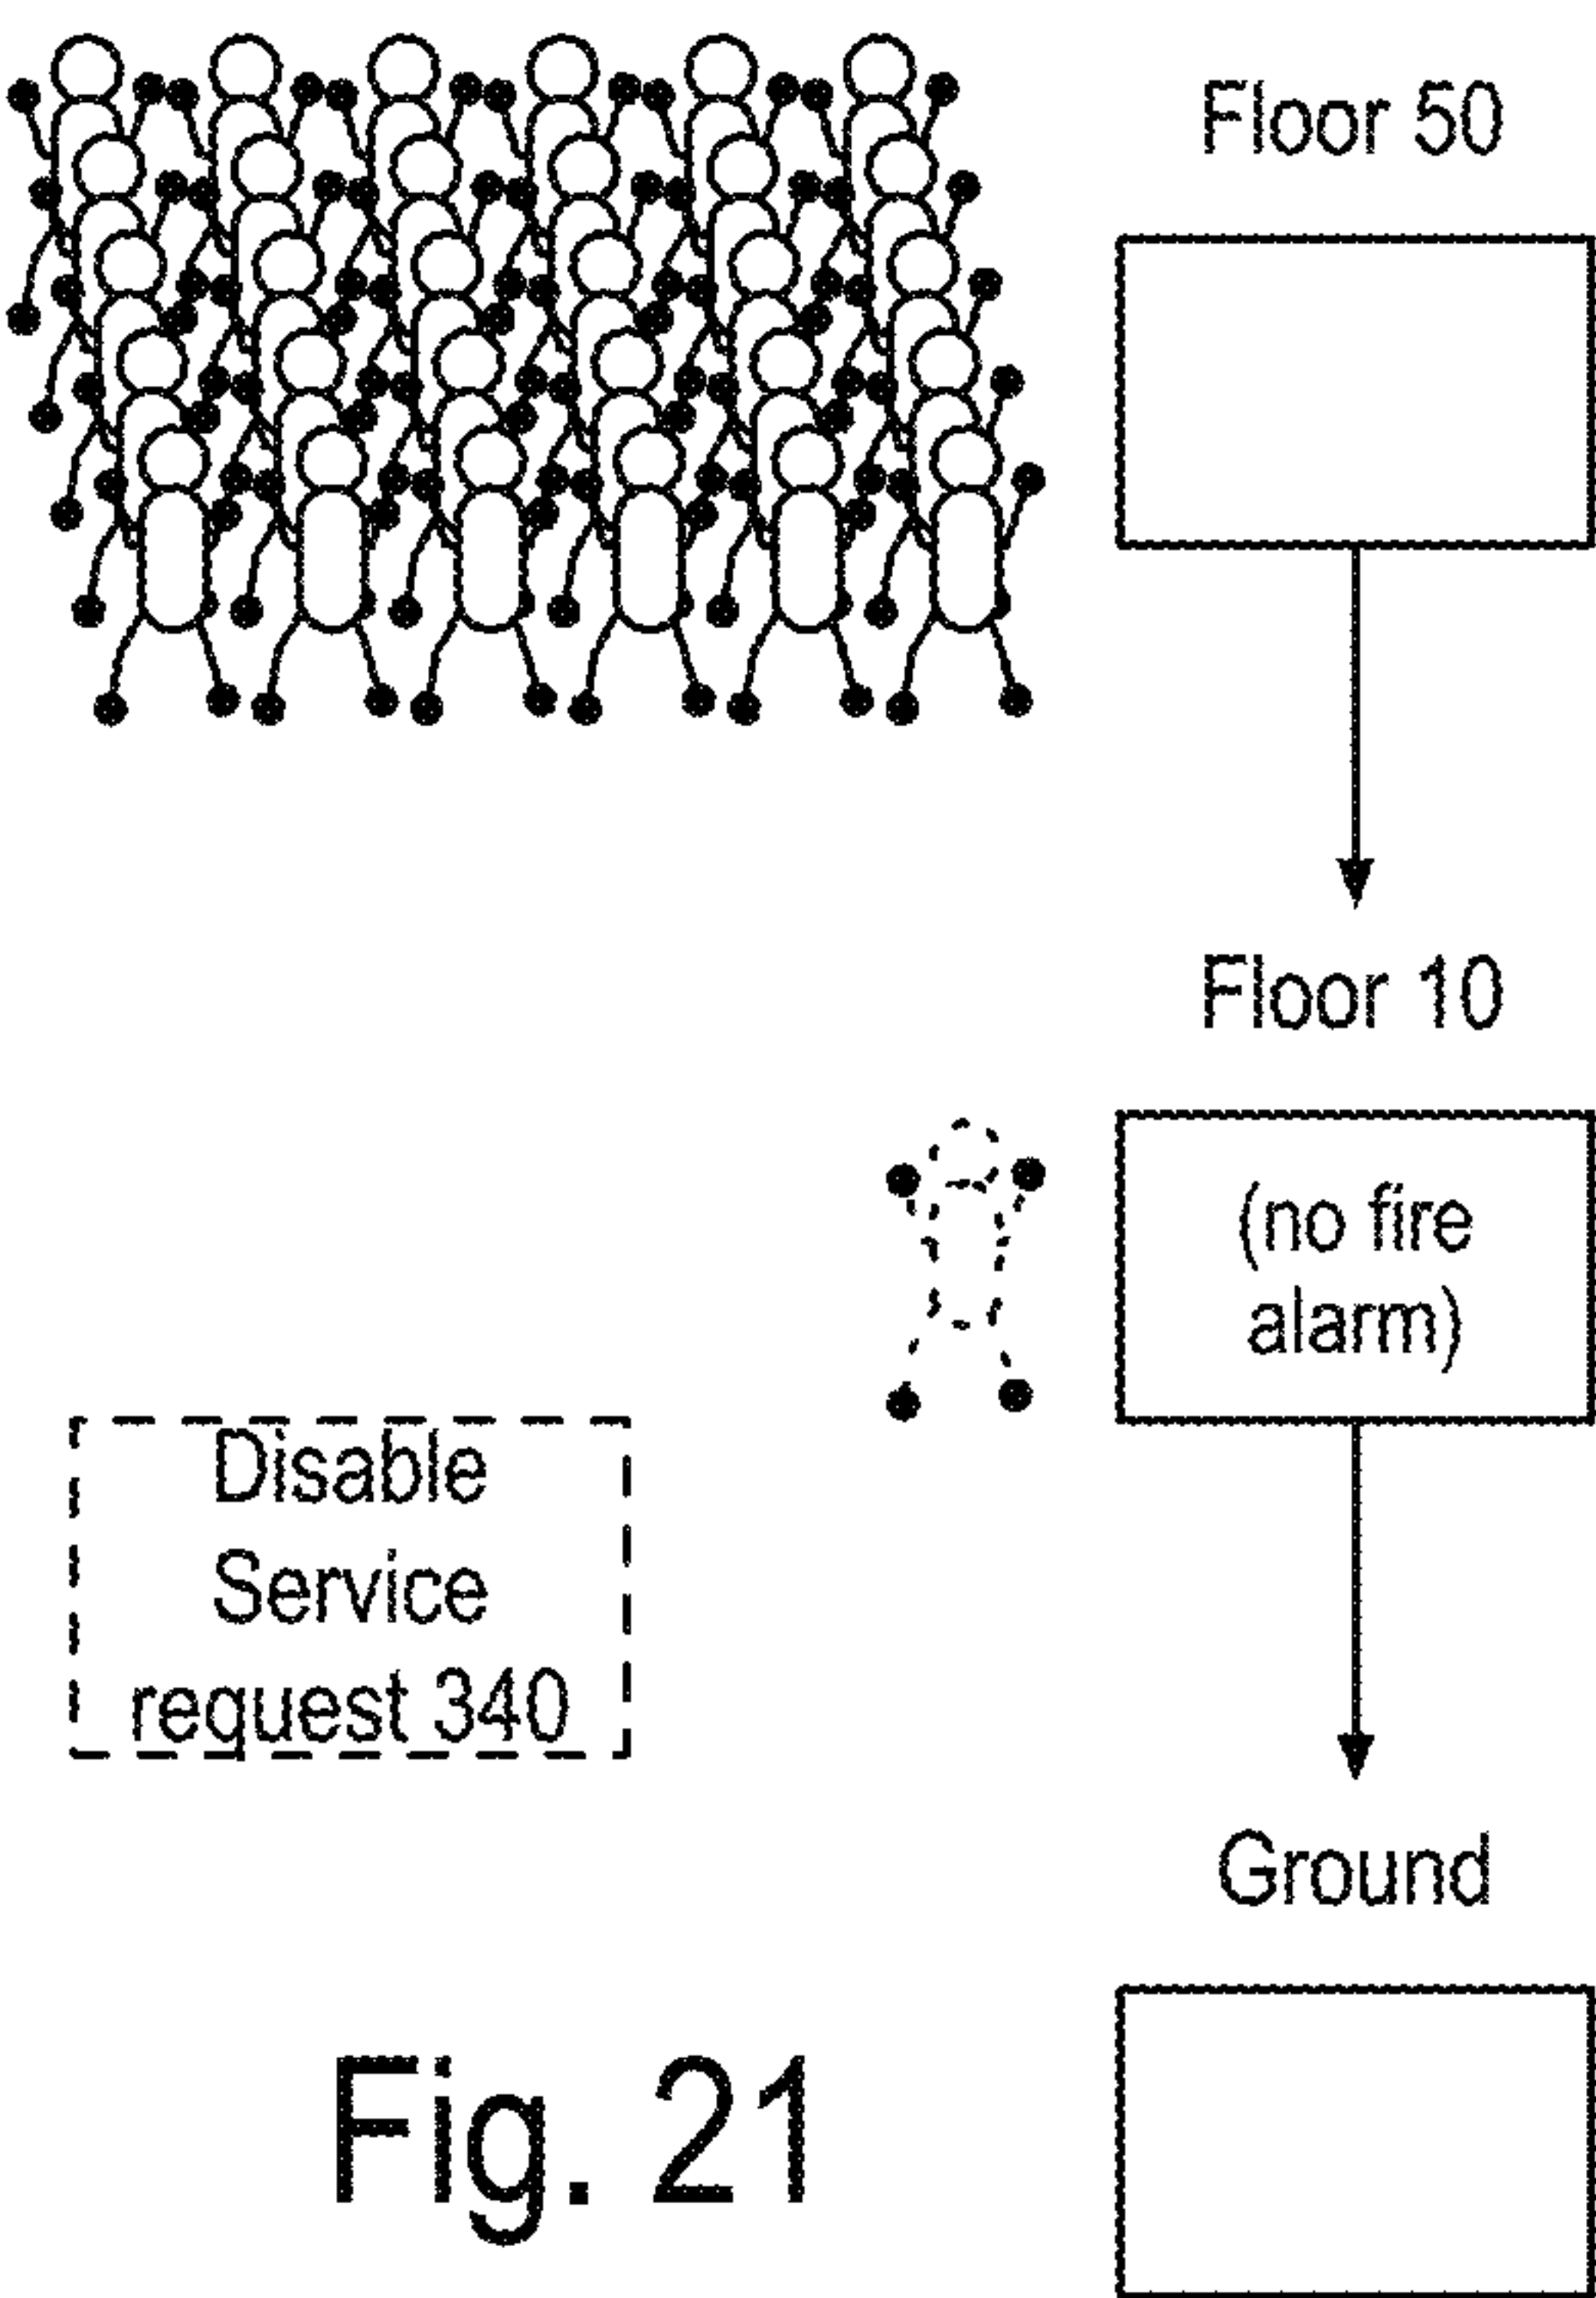 Floor 50
Floor 10
(no fire
alarm)
Disable
Service
request 340
Ground
Fig. 21